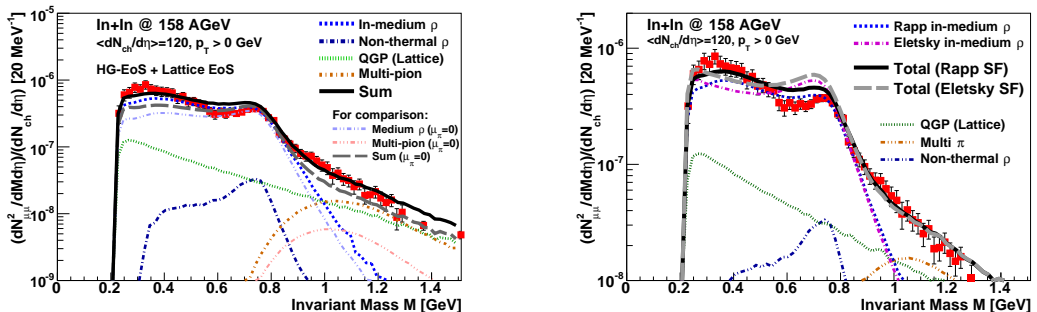 In+In @ 158 AGeV
<dN_ch/dη>=120, p_T > 0 GeV
HG-EoS + Lattice EoS
In-medium ρ
Non-thermal ρ
QGP (Lattice)
Multi-pion
Sum
For comparison:
Medium ρ (μ_π=0)
Multi-pion (μ_π=0)
Sum (μ_π=0)
(dN²_μμ/dMdη)/(dN_ch/dη) [20 MeV⁻¹]
10⁻⁵
10⁻⁶
10⁻⁷
10⁻⁸
10⁻⁹
0 0.2 0.4 0.6 0.8 1 1.2 1.4
Invariant Mass M [GeV]
In+In @ 158 AGeV
<dN_ch/dη>=120, p_T > 0 GeV
Rapp in-medium ρ
Eletsky in-medium ρ
Total (Rapp SF)
Total (Eletsky SF)
QGP (Lattice)
Multi π
Non-thermal ρ
(dN²_μμ/dMdη)/(dN_ch/dη) [20 MeV⁻¹]
10⁻⁶
10⁻⁷
10⁻⁸
0 0.2 0.4 0.6 0.8 1 1.2 1.4
Invariant Mass M [GeV]